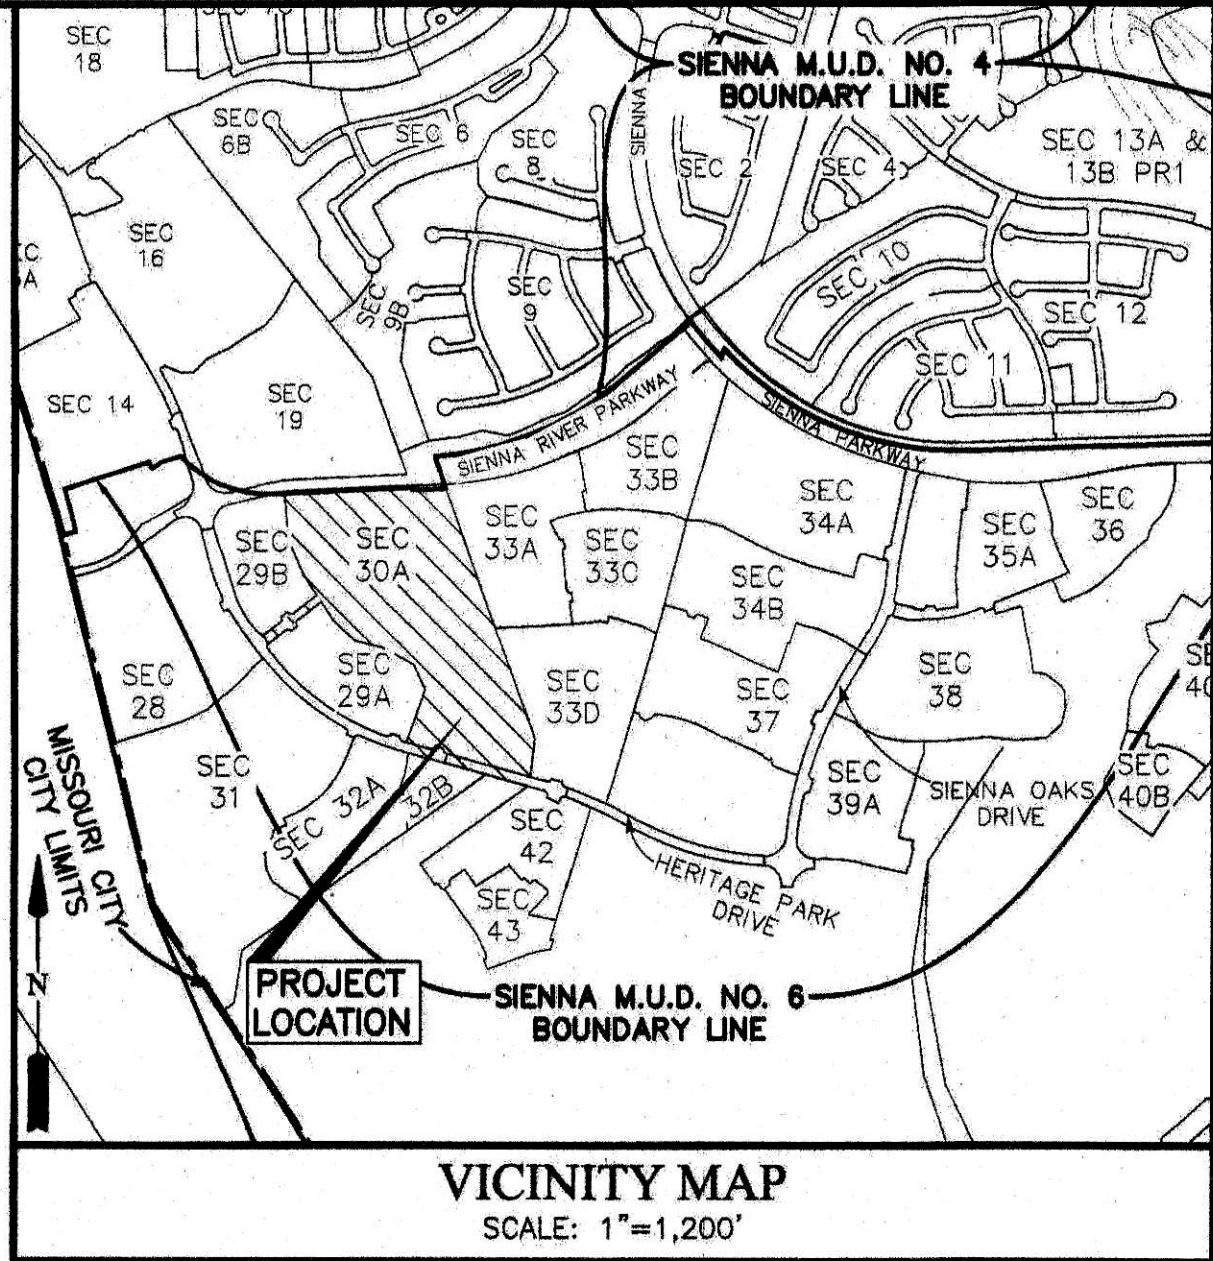 SEC
18
SIENNA M.U.D. NO. 4
BOUNDARY LINE
SEC
6B
SEC 6
SEC
8
SIENNA
SEC 2
SEC 4
SEC 13A &
13B PR1
SEC
16
SEC
9B
SEC
9
SEC 10
SEC 12
SEC 11
SEC 14
SEC
19
SIENNA RIVER PARKWAY
SIENNA PARKWAY
SEC
33B
SEC
34A
SEC
36
SEC
33A
SEC
35A
SEC
29B
SEC
30A
SEC
33C
SEC
34B
SEC
28
SEC
29A
SEC
33D
SEC
37
SEC
38
SEC
31
SEC 32A
32B
SEC
42
SEC
39A
SIENNA OAKS
DRIVE
SEC
40B
MISSOURI CITY
CITY LIMITS
SEC
43
HERITAGE PARK
DRIVE
N
PROJECT
LOCATION
SIENNA M.U.D. NO. 6
BOUNDARY LINE
VICINITY MAP
SCALE: 1"=1,200'